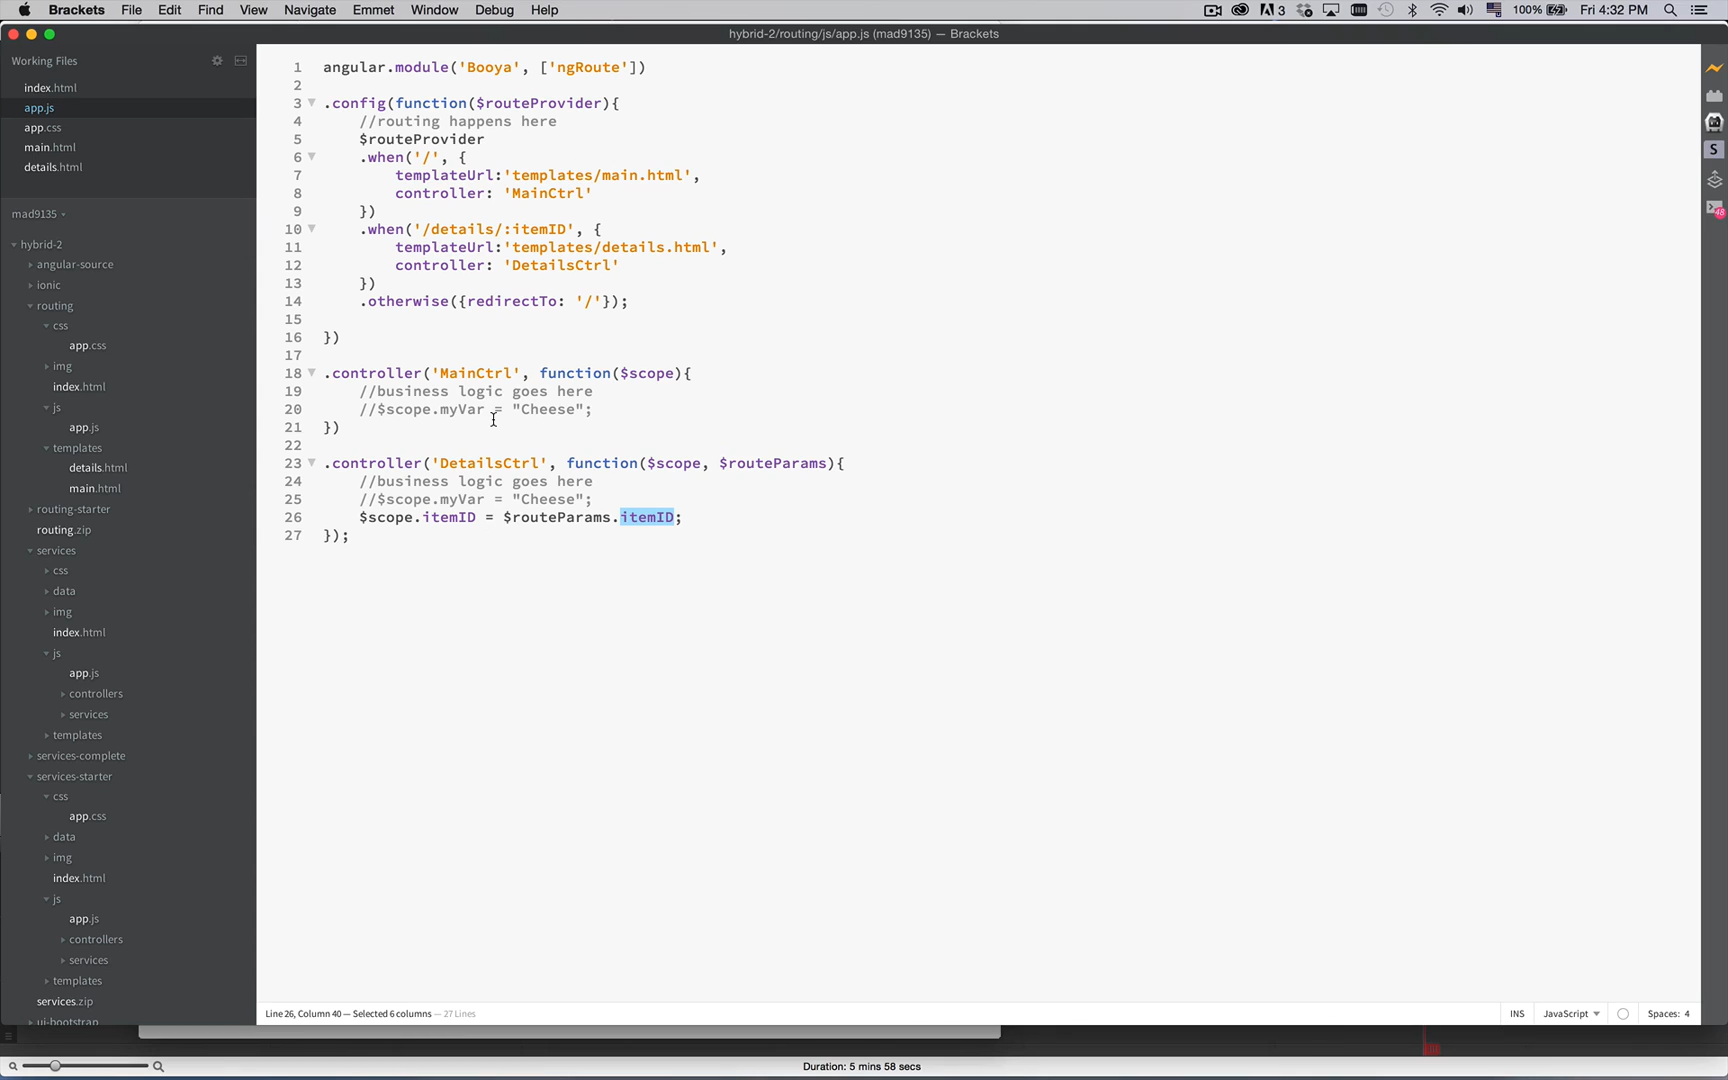 Brackets File Edit Find View Navigate Emmet Window Debug Help 3 100% Fri 4:32 PM
hybrid-2/routing/js/app.js (mad9135) — Brackets
Working Files
index.html
app.js
app.css
main.html
details.html
mad9135
hybrid-2
angular-source
ionic
routing
css
app.css
img
index.html
js
app.js
templates
details.html
main.html
routing-starter
routing.zip
services
css
data
img
index.html
js
app.js
controllers
services
templates
services-complete
services-starter
css
app.css
data
img
index.html
js
app.js
controllers
services
templates
services.zip
ui-bootstrap
1 angular.module('Booya', ['ngRoute'])
2
3 .config(function($routeProvider){
4 //routing happens here
5 $routeProvider
6 .when('/', {
7 templateUrl:'templates/main.html',
8 controller: 'MainCtrl'
9 })
10 .when('/details/:itemID', {
11 templateUrl:'templates/details.html',
12 controller: 'DetailsCtrl'
13 })
14 .otherwise({redirectTo: '/'});
15
16 })
17
18 .controller('MainCtrl', function($scope){
19 //business logic goes here
20 //$scope.myVar = "Cheese";
21 })
22
23 .controller('DetailsCtrl', function($scope, $routeParams){
24 //business logic goes here
25 //$scope.myVar = "Cheese";
26 $scope.itemID = $routeParams.itemID;
27 });
S
48
Line 26, Column 40 — Selected 6 columns — 27 Lines INS JavaScript Spaces: 4
Duration: 5 mins 58 secs